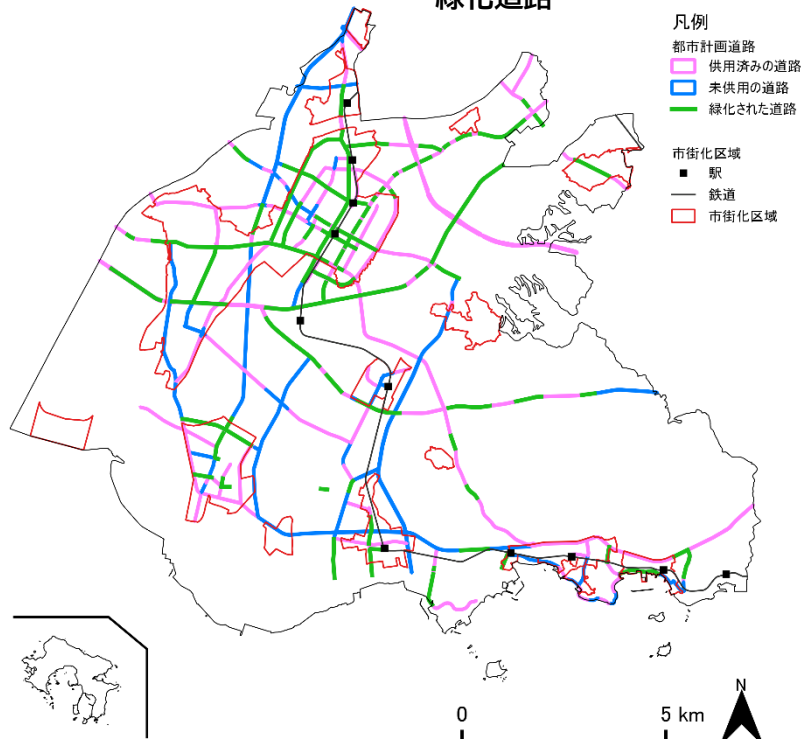 緑化道路
凡例
都市計画道路
供用済みの道路
未供用の道路
緑化された道路
市街化区域
駅
鉄道
市街化区域
0
5 km
N